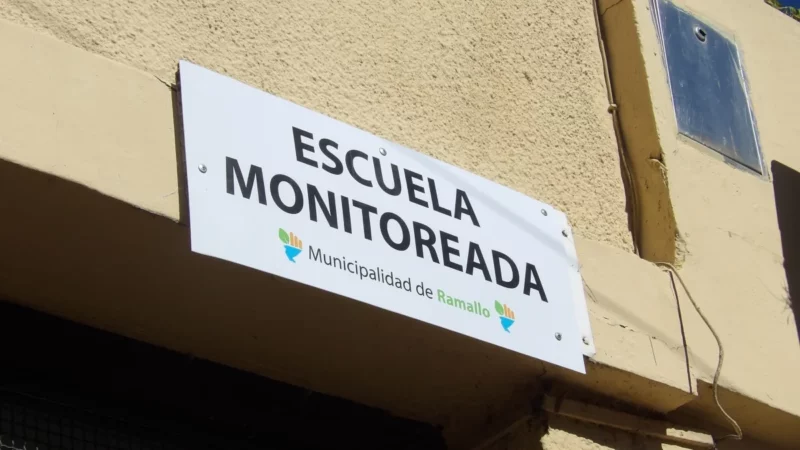 ESCUELA
MONITOREADA
Municipalidad de Ramallo